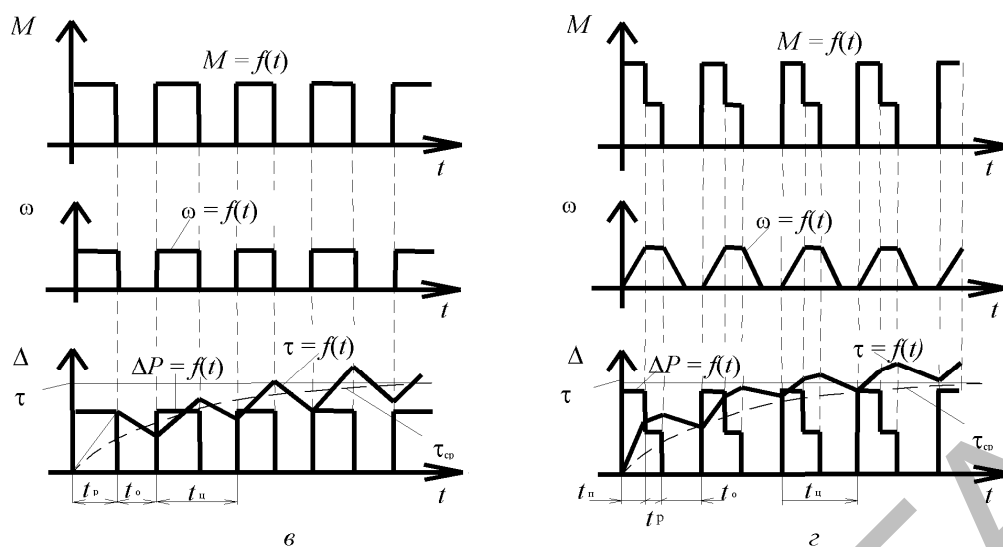 M
M = f(t)
t
M
M = f(t)
t
ω
ω = f(t)
t
ω
ω = f(t)
t
Δ
τ
ΔP = f(t)
τ = f(t)
τср
t
tр
tо
tц
в
Δ
τ
ΔP = f(t)
τ = f(t)
τср
t
tп
tр
tо
tц
г